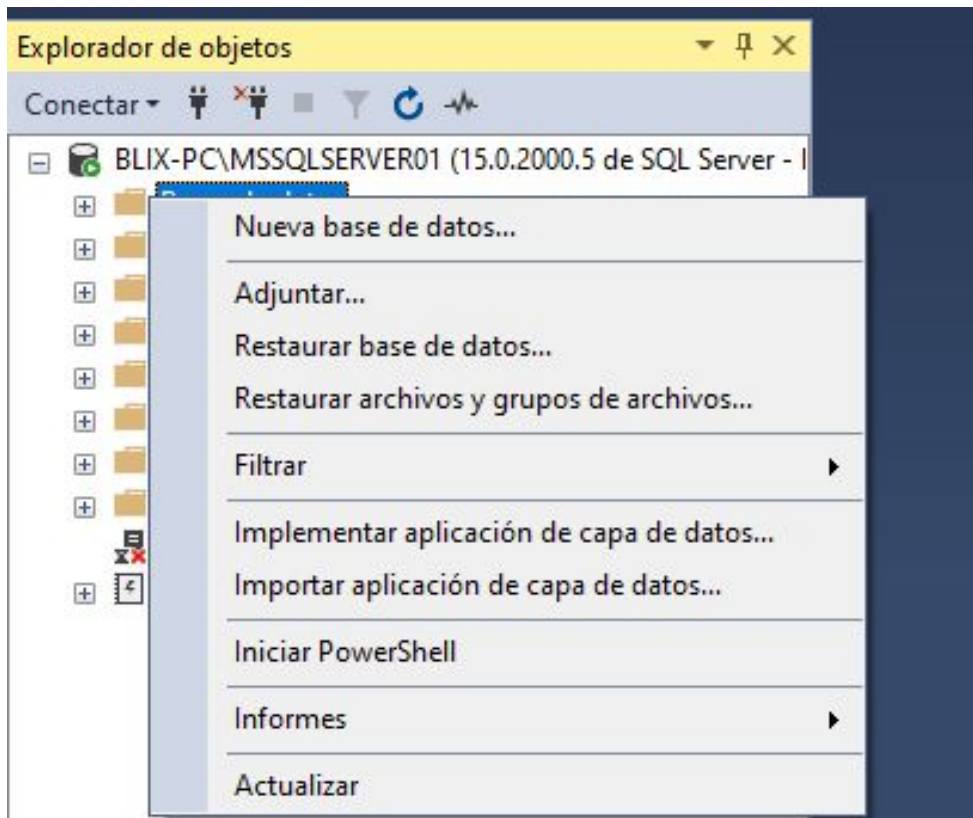 Explorador de objetos
Conectar
BLIX-PC\MSSQLSERVER01 (15.0.2000.5 de SQL Server - I
Nueva base de datos...
Adjuntar...
Restaurar base de datos...
Restaurar archivos y grupos de archivos...
Filtrar
Implementar aplicación de capa de datos...
Importar aplicación de capa de datos...
Iniciar PowerShell
Informes
Actualizar